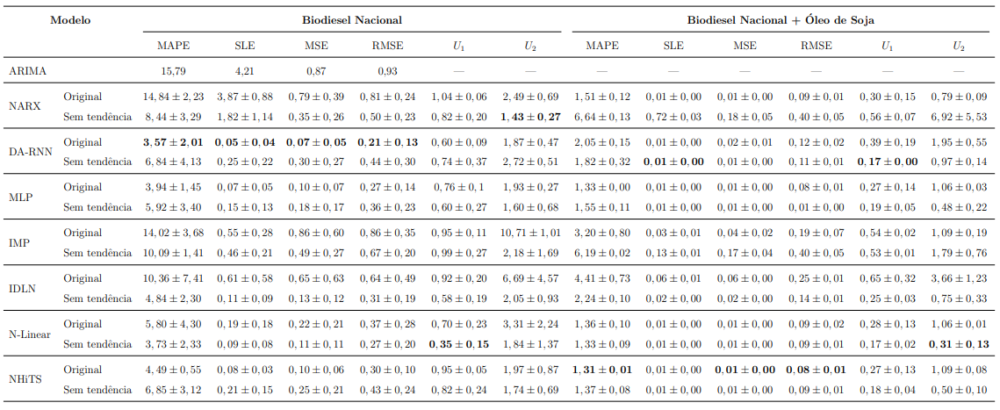 Modelo Biodiesel Nacional Biodiesel Nacional + Óleo de Soja
MAPE SLE MSE RMSE U1 U2 MAPE SLE MSE RMSE U1 U2
ARIMA 15,79 4,21 0,87 0,93 — — — — — — — —
NARX Original 14,84 ± 2,23 3,87 ± 0,88 0,79 ± 0,39 0,81 ± 0,24 1,04 ± 0,06 2,49 ± 0,69 1,51 ± 0,12 0,01 ± 0,00 0,01 ± 0,00 0,09 ± 0,01 0,30 ± 0,15 0,79 ± 0,09
Sem tendência 8,44 ± 3,29 1,82 ± 1,14 0,35 ± 0,26 0,50 ± 0,23 0,82 ± 0,20 1,43 ± 0,27 6,64 ± 0,13 0,72 ± 0,03 0,18 ± 0,05 0,40 ± 0,05 0,56 ± 0,07 6,92 ± 5,53
DA-RNN Original 3,57 ± 2,01 0,05 ± 0,04 0,07 ± 0,05 0,21 ± 0,13 0,60 ± 0,09 1,87 ± 0,47 2,05 ± 0,15 0,01 ± 0,00 0,02 ± 0,01 0,12 ± 0,02 0,39 ± 0,19 1,95 ± 0,55
Sem tendência 6,84 ± 4,13 0,25 ± 0,22 0,30 ± 0,27 0,44 ± 0,30 0,74 ± 0,37 2,72 ± 0,51 1,82 ± 0,32 0,01 ± 0,00 0,01 ± 0,00 0,11 ± 0,01 0,17 ± 0,00 0,97 ± 0,14
MLP Original 3,94 ± 1,45 0,07 ± 0,05 0,10 ± 0,07 0,27 ± 0,14 0,76 ± 0,1 1,93 ± 0,27 1,33 ± 0,00 0,01 ± 0,00 0,01 ± 0,00 0,08 ± 0,01 0,27 ± 0,14 1,06 ± 0,03
Sem tendência 5,92 ± 3,40 0,15 ± 0,13 0,18 ± 0,17 0,36 ± 0,23 0,60 ± 0,27 1,60 ± 0,68 1,55 ± 0,11 0,01 ± 0,00 0,01 ± 0,00 0,01 ± 0,00 0,19 ± 0,05 0,48 ± 0,22
IMP Original 14,02 ± 3,68 0,55 ± 0,28 0,86 ± 0,60 0,86 ± 0,35 0,95 ± 0,11 10,71 ± 1,01 3,20 ± 0,80 0,03 ± 0,01 0,04 ± 0,02 0,19 ± 0,07 0,54 ± 0,02 1,09 ± 0,19
Sem tendência 10,09 ± 1,41 0,46 ± 0,21 0,49 ± 0,27 0,67 ± 0,20 0,99 ± 0,27 2,18 ± 1,69 6,19 ± 0,02 0,13 ± 0,01 0,17 ± 0,04 0,40 ± 0,05 0,53 ± 0,01 1,79 ± 0,76
IDLN Original 10,36 ± 7,41 0,61 ± 0,58 0,65 ± 0,63 0,64 ± 0,49 0,92 ± 0,20 6,69 ± 4,57 4,41 ± 0,73 0,06 ± 0,01 0,06 ± 0,00 0,25 ± 0,01 0,65 ± 0,32 3,66 ± 1,23
Sem tendência 4,84 ± 2,30 0,11 ± 0,09 0,13 ± 0,12 0,31 ± 0,19 0,58 ± 0,19 2,05 ± 0,93 2,24 ± 0,10 0,02 ± 0,00 0,02 ± 0,00 0,14 ± 0,01 0,25 ± 0,03 0,75 ± 0,33
N-Linear Original 5,80 ± 4,30 0,19 ± 0,18 0,22 ± 0,21 0,37 ± 0,28 0,70 ± 0,23 3,31 ± 2,24 1,36 ± 0,10 0,01 ± 0,00 0,01 ± 0,00 0,09 ± 0,02 0,28 ± 0,13 1,06 ± 0,01
Sem tendência 3,73 ± 2,33 0,09 ± 0,08 0,11 ± 0,11 0,27 ± 0,20 0,35 ± 0,15 1,84 ± 1,37 1,33 ± 0,09 0,01 ± 0,00 0,01 ± 0,00 0,09 ± 0,01 0,17 ± 0,02 0,31 ± 0,13
NHiTS Original 4,49 ± 0,55 0,08 ± 0,03 0,10 ± 0,06 0,30 ± 0,10 0,95 ± 0,05 1,97 ± 0,87 1,31 ± 0,01 0,01 ± 0,00 0,01 ± 0,00 0,08 ± 0,01 0,27 ± 0,13 1,09 ± 0,08
Sem tendência 6,85 ± 3,12 0,21 ± 0,15 0,25 ± 0,21 0,43 ± 0,24 0,82 ± 0,24 1,74 ± 0,69 1,37 ± 0,08 0,01 ± 0,00 0,01 ± 0,00 0,09 ± 0,01 0,18 ± 0,04 0,50 ± 0,10